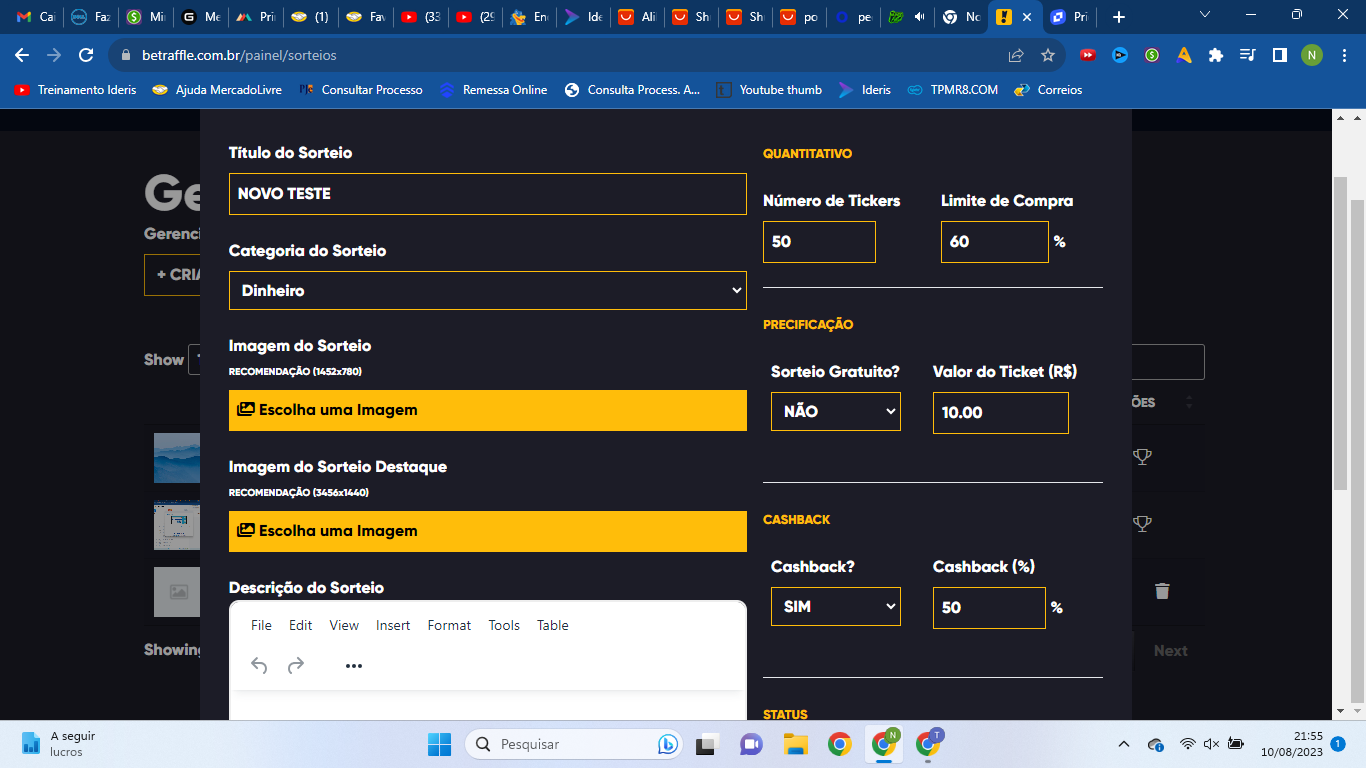 Cai
Faz
Min
Me
Prin
(1)
Fav
(33
(29
End
Ide
Ali
Sh
Sh
po
pe
No
Pri
betraffle.com.br/painel/sorteios
N
Treinamento Ideris
Ajuda MercadoLivre
Consultar Processo
Remessa Online
Consulta Process. A...
Youtube thumb
Ideris
TPMR8.COM
Correios
Ge
Gerenci
+ CRIA
Show
ÕES
Showing
Next
Título do Sorteio
NOVO TESTE
Categoria do Sorteio
Dinheiro
Imagem do Sorteio
RECOMENDAÇÃO (1452x780)
Escolha uma Imagem
Imagem do Sorteio Destaque
RECOMENDAÇÃO (3456x1440)
Escolha uma Imagem
Descrição do Sorteio
File Edit View Insert Format Tools Table
QUANTITATIVO
Número de Tickers
Limite de Compra
50
60 %
PRECIFICAÇÃO
Sorteio Gratuito?
Valor do Ticket (R$)
NÃO
10.00
CASHBACK
Cashback?
Cashback (%)
SIM
50 %
STATUS
A seguir
lucros
Pesquisar
N
T
21:55
10/08/2023
1